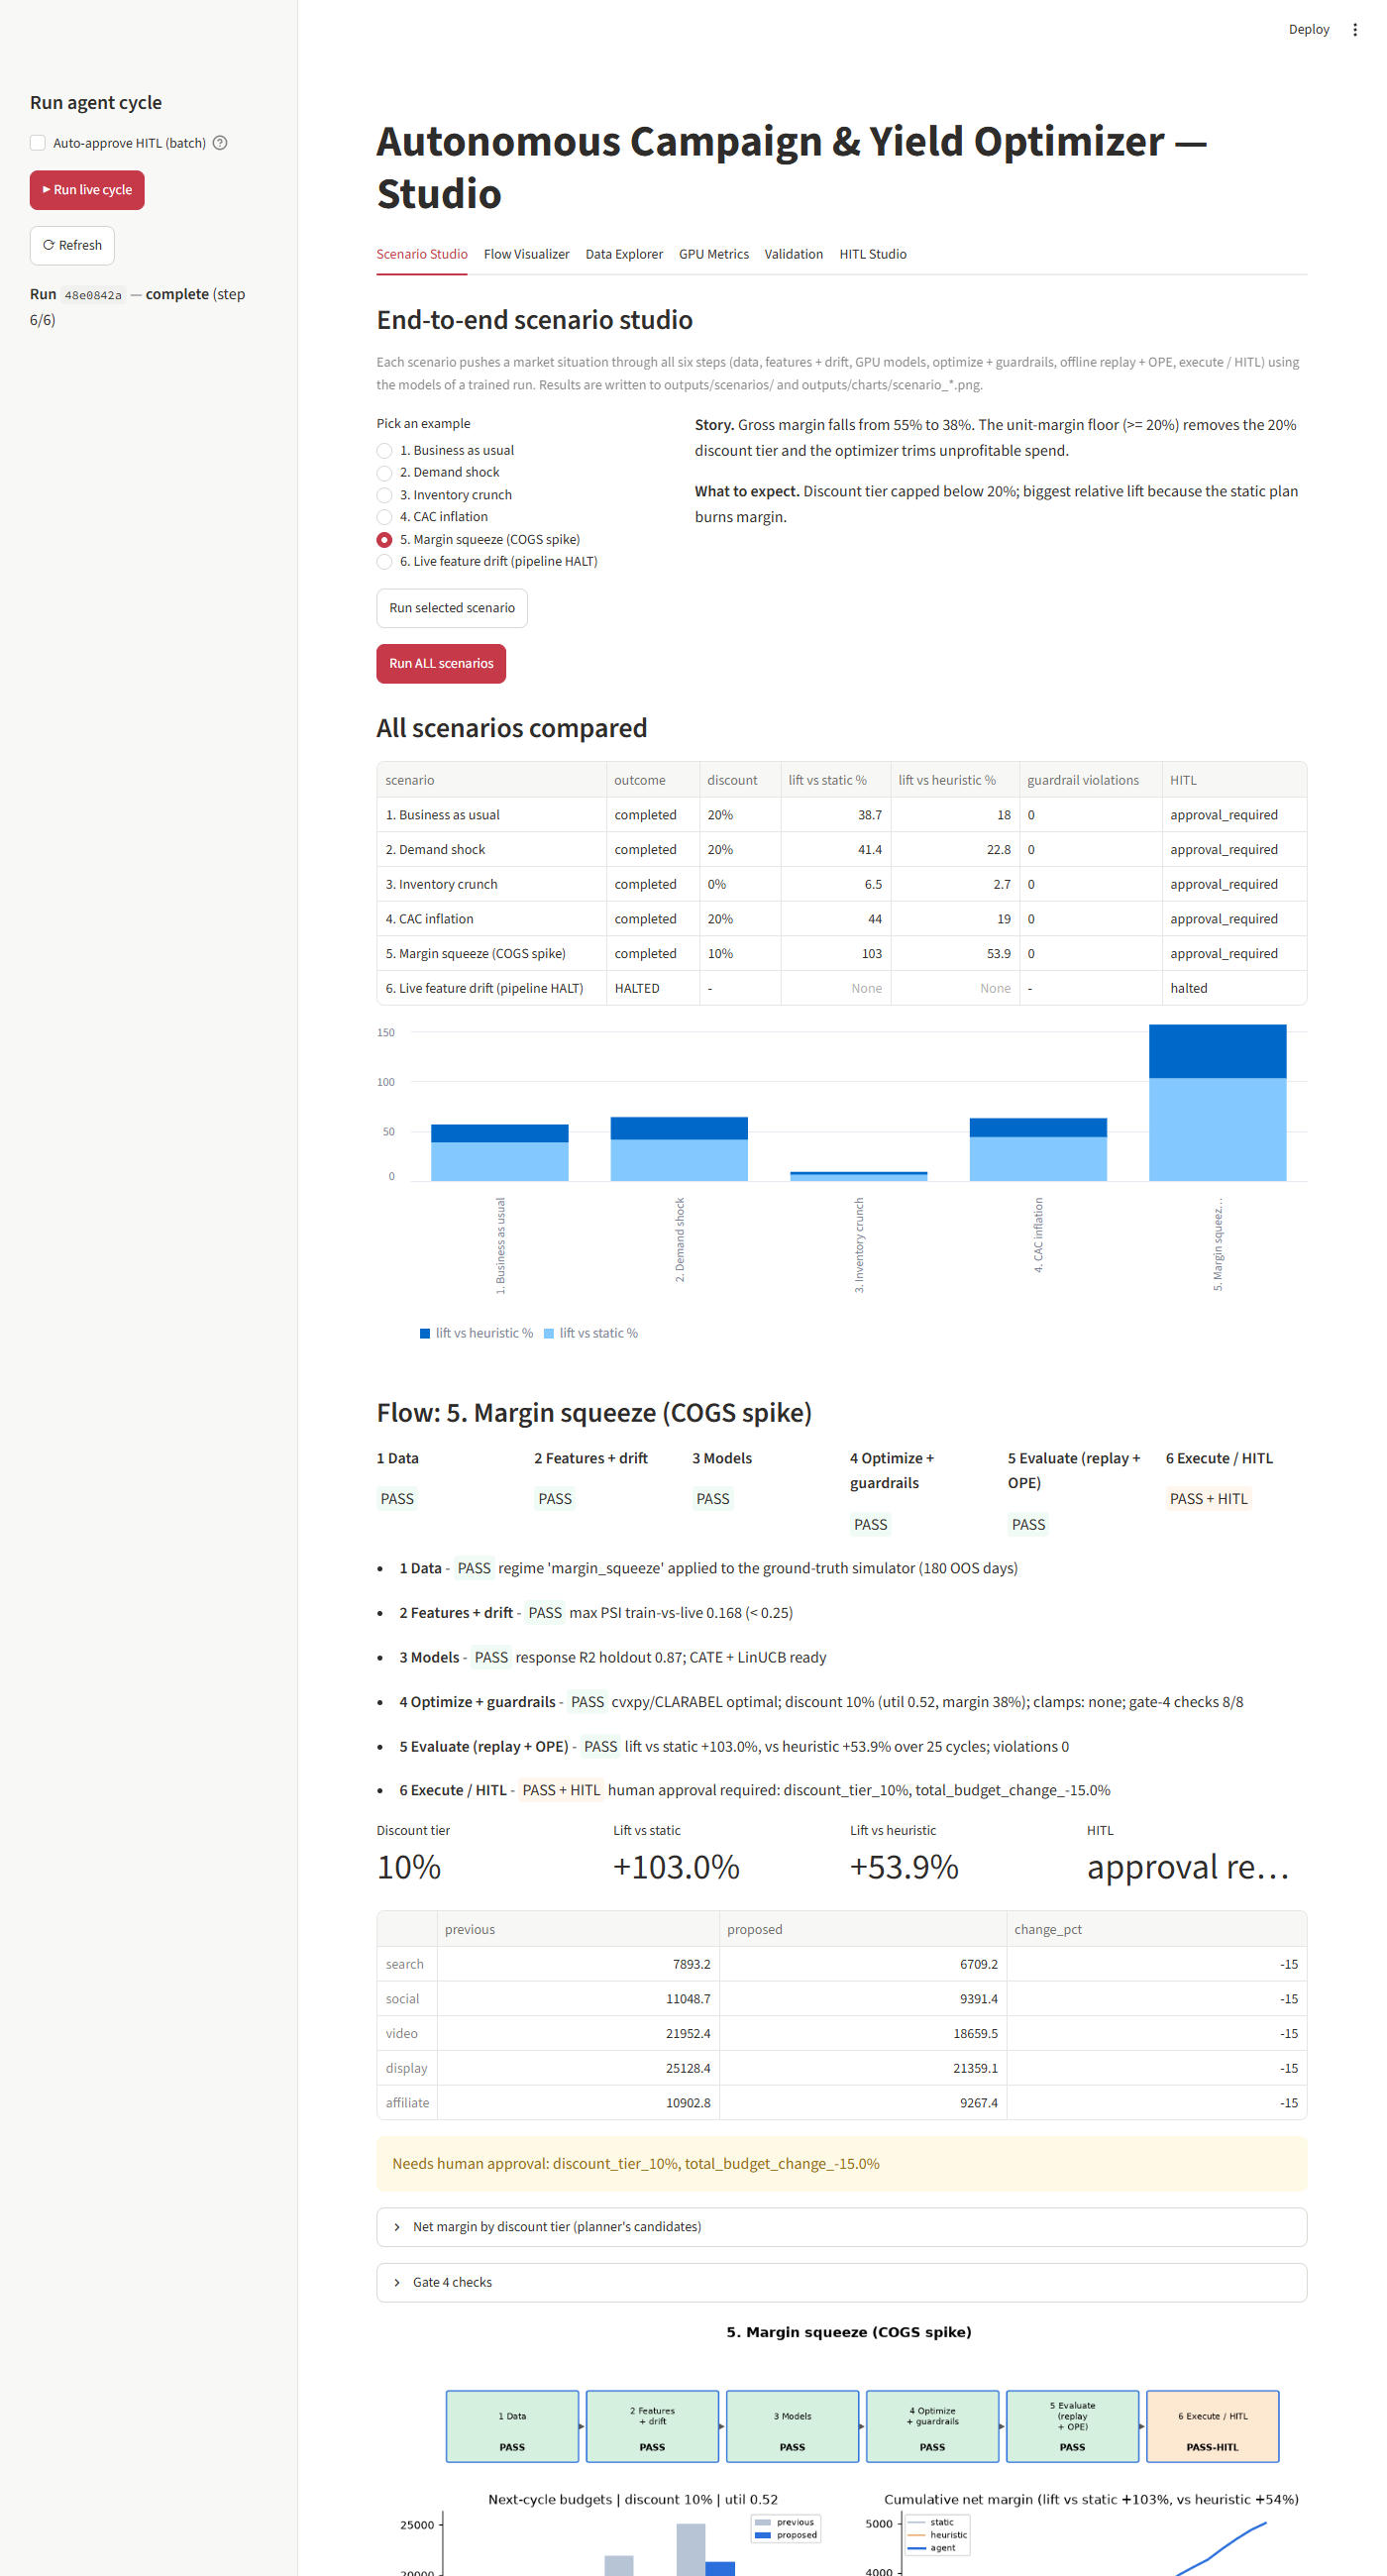 Deploy
Run agent cycle
Auto-approve HITL (batch)
Run live cycle
Refresh
Run 48e0842a — complete (step
6/6)
Autonomous Campaign & Yield Optimizer —
Studio
Scenario Studio Flow Visualizer Data Explorer GPU Metrics Validation HITL Studio
End-to-end scenario studio
Each scenario pushes a market situation through all six steps (data, features + drift, GPU models, optimize + guardrails, offline replay + OPE, execute / HITL) using
the models of a trained run. Results are written to outputs/scenarios/ and outputs/charts/scenario_*.png.
Pick an example
1. Business as usual
2. Demand shock
3. Inventory crunch
4. CAC inflation
5. Margin squeeze (COGS spike)
6. Live feature drift (pipeline HALT)
Story. Gross margin falls from 55% to 38%. The unit-margin floor (>= 20%) removes the 20%
discount tier and the optimizer trims unprofitable spend.
What to expect. Discount tier capped below 20%; biggest relative lift because the static plan
burns margin.
Run selected scenario
Run ALL scenarios
All scenarios compared
scenario outcome discount lift vs static % lift vs heuristic % guardrail violations HITL
1. Business as usual completed 20% 38.7 18 0 approval_required
2. Demand shock completed 20% 41.4 22.8 0 approval_required
3. Inventory crunch completed 0% 6.5 2.7 0 approval_required
4. CAC inflation completed 20% 44 19 0 approval_required
5. Margin squeeze (COGS spike) completed 10% 103 53.9 0 approval_required
6. Live feature drift (pipeline HALT) HALTED - None None - halted
150
100
50
0
1. Business as usual
2. Demand shock
3. Inventory crunch
4. CAC inflation
5. Margin squeez...
lift vs heuristic % lift vs static %
Flow: 5. Margin squeeze (COGS spike)
1 Data
PASS
2 Features + drift
PASS
3 Models
PASS
4 Optimize +
guardrails
PASS
5 Evaluate (replay +
OPE)
PASS
6 Execute / HITL
PASS + HITL
• 1 Data - PASS regime 'margin_squeeze' applied to the ground-truth simulator (180 OOS days)
• 2 Features + drift - PASS max PSI train-vs-live 0.168 (< 0.25)
• 3 Models - PASS response R2 holdout 0.87; CATE + LinUCB ready
• 4 Optimize + guardrails - PASS cvxpy/CLARABEL optimal; discount 10% (util 0.52, margin 38%); clamps: none; gate-4 checks 8/8
• 5 Evaluate (replay + OPE) - PASS lift vs static +103.0%, vs heuristic +53.9% over 25 cycles; violations 0
• 6 Execute / HITL - PASS + HITL human approval required: discount_tier_10%, total_budget_change_-15.0%
Discount tier
10%
Lift vs static
+103.0%
Lift vs heuristic
+53.9%
HITL
approval re...
previous proposed change_pct
search 7893.2 6709.2 -15
social 11048.7 9391.4 -15
video 21952.4 18659.5 -15
display 25128.4 21359.1 -15
affiliate 10902.8 9267.4 -15
Needs human approval: discount_tier_10%, total_budget_change_-15.0%
Net margin by discount tier (planner's candidates)
Gate 4 checks
5. Margin squeeze (COGS spike)
1 Data
PASS
2 Features
+ drift
PASS
3 Models
PASS
4 Optimize
+ guardrails
PASS
5 Evaluate
(replay
+ OPE)
PASS
6 Execute / HITL
PASS-HITL
Next-cycle budgets | discount 10% | util 0.52
25000
20000
previous
proposed
Cumulative net margin (lift vs static +103%, vs heuristic +54%)
5000
4000
static
heuristic
agent